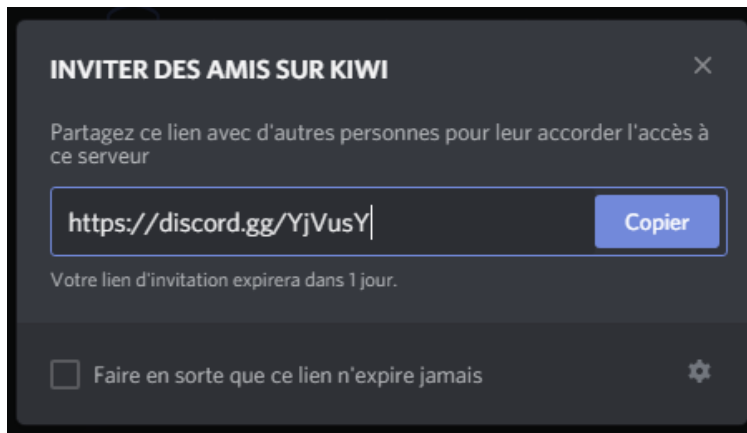 INVITER DES AMIS SUR KIWI
Partagez ce lien avec d'autres personnes pour leur accorder l'accès à
ce serveur
https://discord.gg/YjVusY
Copier
Votre lien d'invitation expirera dans 1 jour.
Faire en sorte que ce lien n'expire jamais